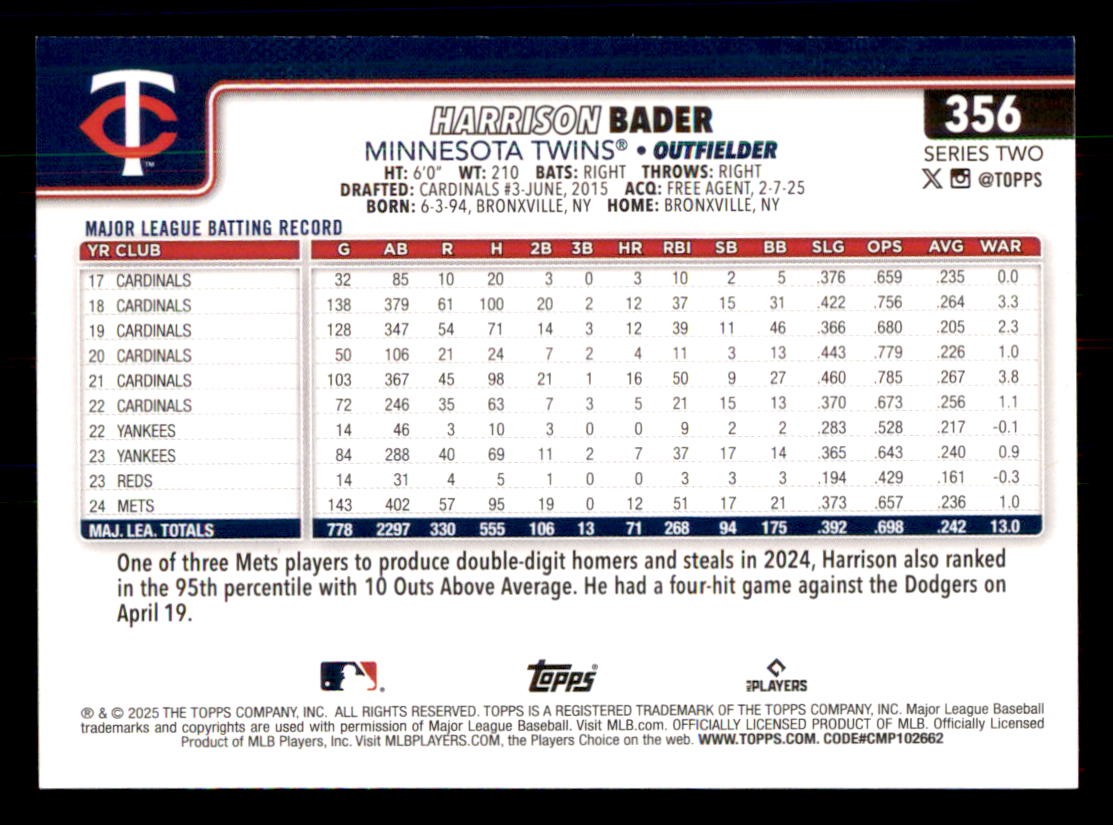 TC
TM
HARRISON BADER
356
MINNESOTA TWINS® • OUTFIELDER
SERIES TWO
HT: 6'0" WT: 210 BATS: RIGHT THROWS: RIGHT
@TOPPS
DRAFTED: CARDINALS #3-JUNE, 2015 ACQ: FREE AGENT, 2-7-25
BORN: 6-3-94, BRONXVILLE, NY HOME: BRONXVILLE, NY
MAJOR LEAGUE BATTING RECORD
YR CLUB G AB R H 2B 3B HR RBI SB BB SLG OPS AVG WAR
17 CARDINALS 32 85 10 20 3 0 3 10 2 5 .376 .659 .235 0.0
18 CARDINALS 138 379 61 100 20 2 12 37 15 31 .422 .756 .264 3.3
19 CARDINALS 128 347 54 71 14 3 12 39 11 46 .366 .680 .205 2.3
20 CARDINALS 50 106 21 24 7 2 4 11 3 13 .443 .779 .226 1.0
21 CARDINALS 103 367 45 98 21 1 16 50 9 27 .460 .785 .267 3.8
22 CARDINALS 72 246 35 63 7 3 5 21 15 13 .370 .673 .256 1.1
22 YANKEES 14 46 3 10 3 0 0 9 2 2 .283 .528 .217 -0.1
23 YANKEES 84 288 40 69 11 2 7 37 17 14 .365 .643 .240 0.9
23 REDS 14 31 4 5 1 0 0 3 3 3 .194 .429 .161 -0.3
24 METS 143 402 57 95 19 0 12 51 17 21 .373 .657 .236 1.0
MAJ. LEA. TOTALS 778 2297 330 555 106 13 71 268 94 175 .392 .698 .242 13.0
One of three Mets players to produce double-digit homers and steals in 2024, Harrison also ranked
in the 95th percentile with 10 Outs Above Average. He had a four-hit game against the Dodgers on
April 19.
Topps®
MLB PLAYERS
® & © 2025 THE TOPPS COMPANY, INC. ALL RIGHTS RESERVED. TOPPS IS A REGISTERED TRADEMARK OF THE TOPPS COMPANY, INC. Major League Baseball
trademarks and copyrights are used with permission of Major League Baseball. Visit MLB.com. OFFICIALLY LICENSED PRODUCT OF MLB. Officially Licensed
Product of MLB Players, Inc. Visit MLBPLAYERS.COM, the Players Choice on the web. WWW.TOPPS.COM. CODE#CMP102662